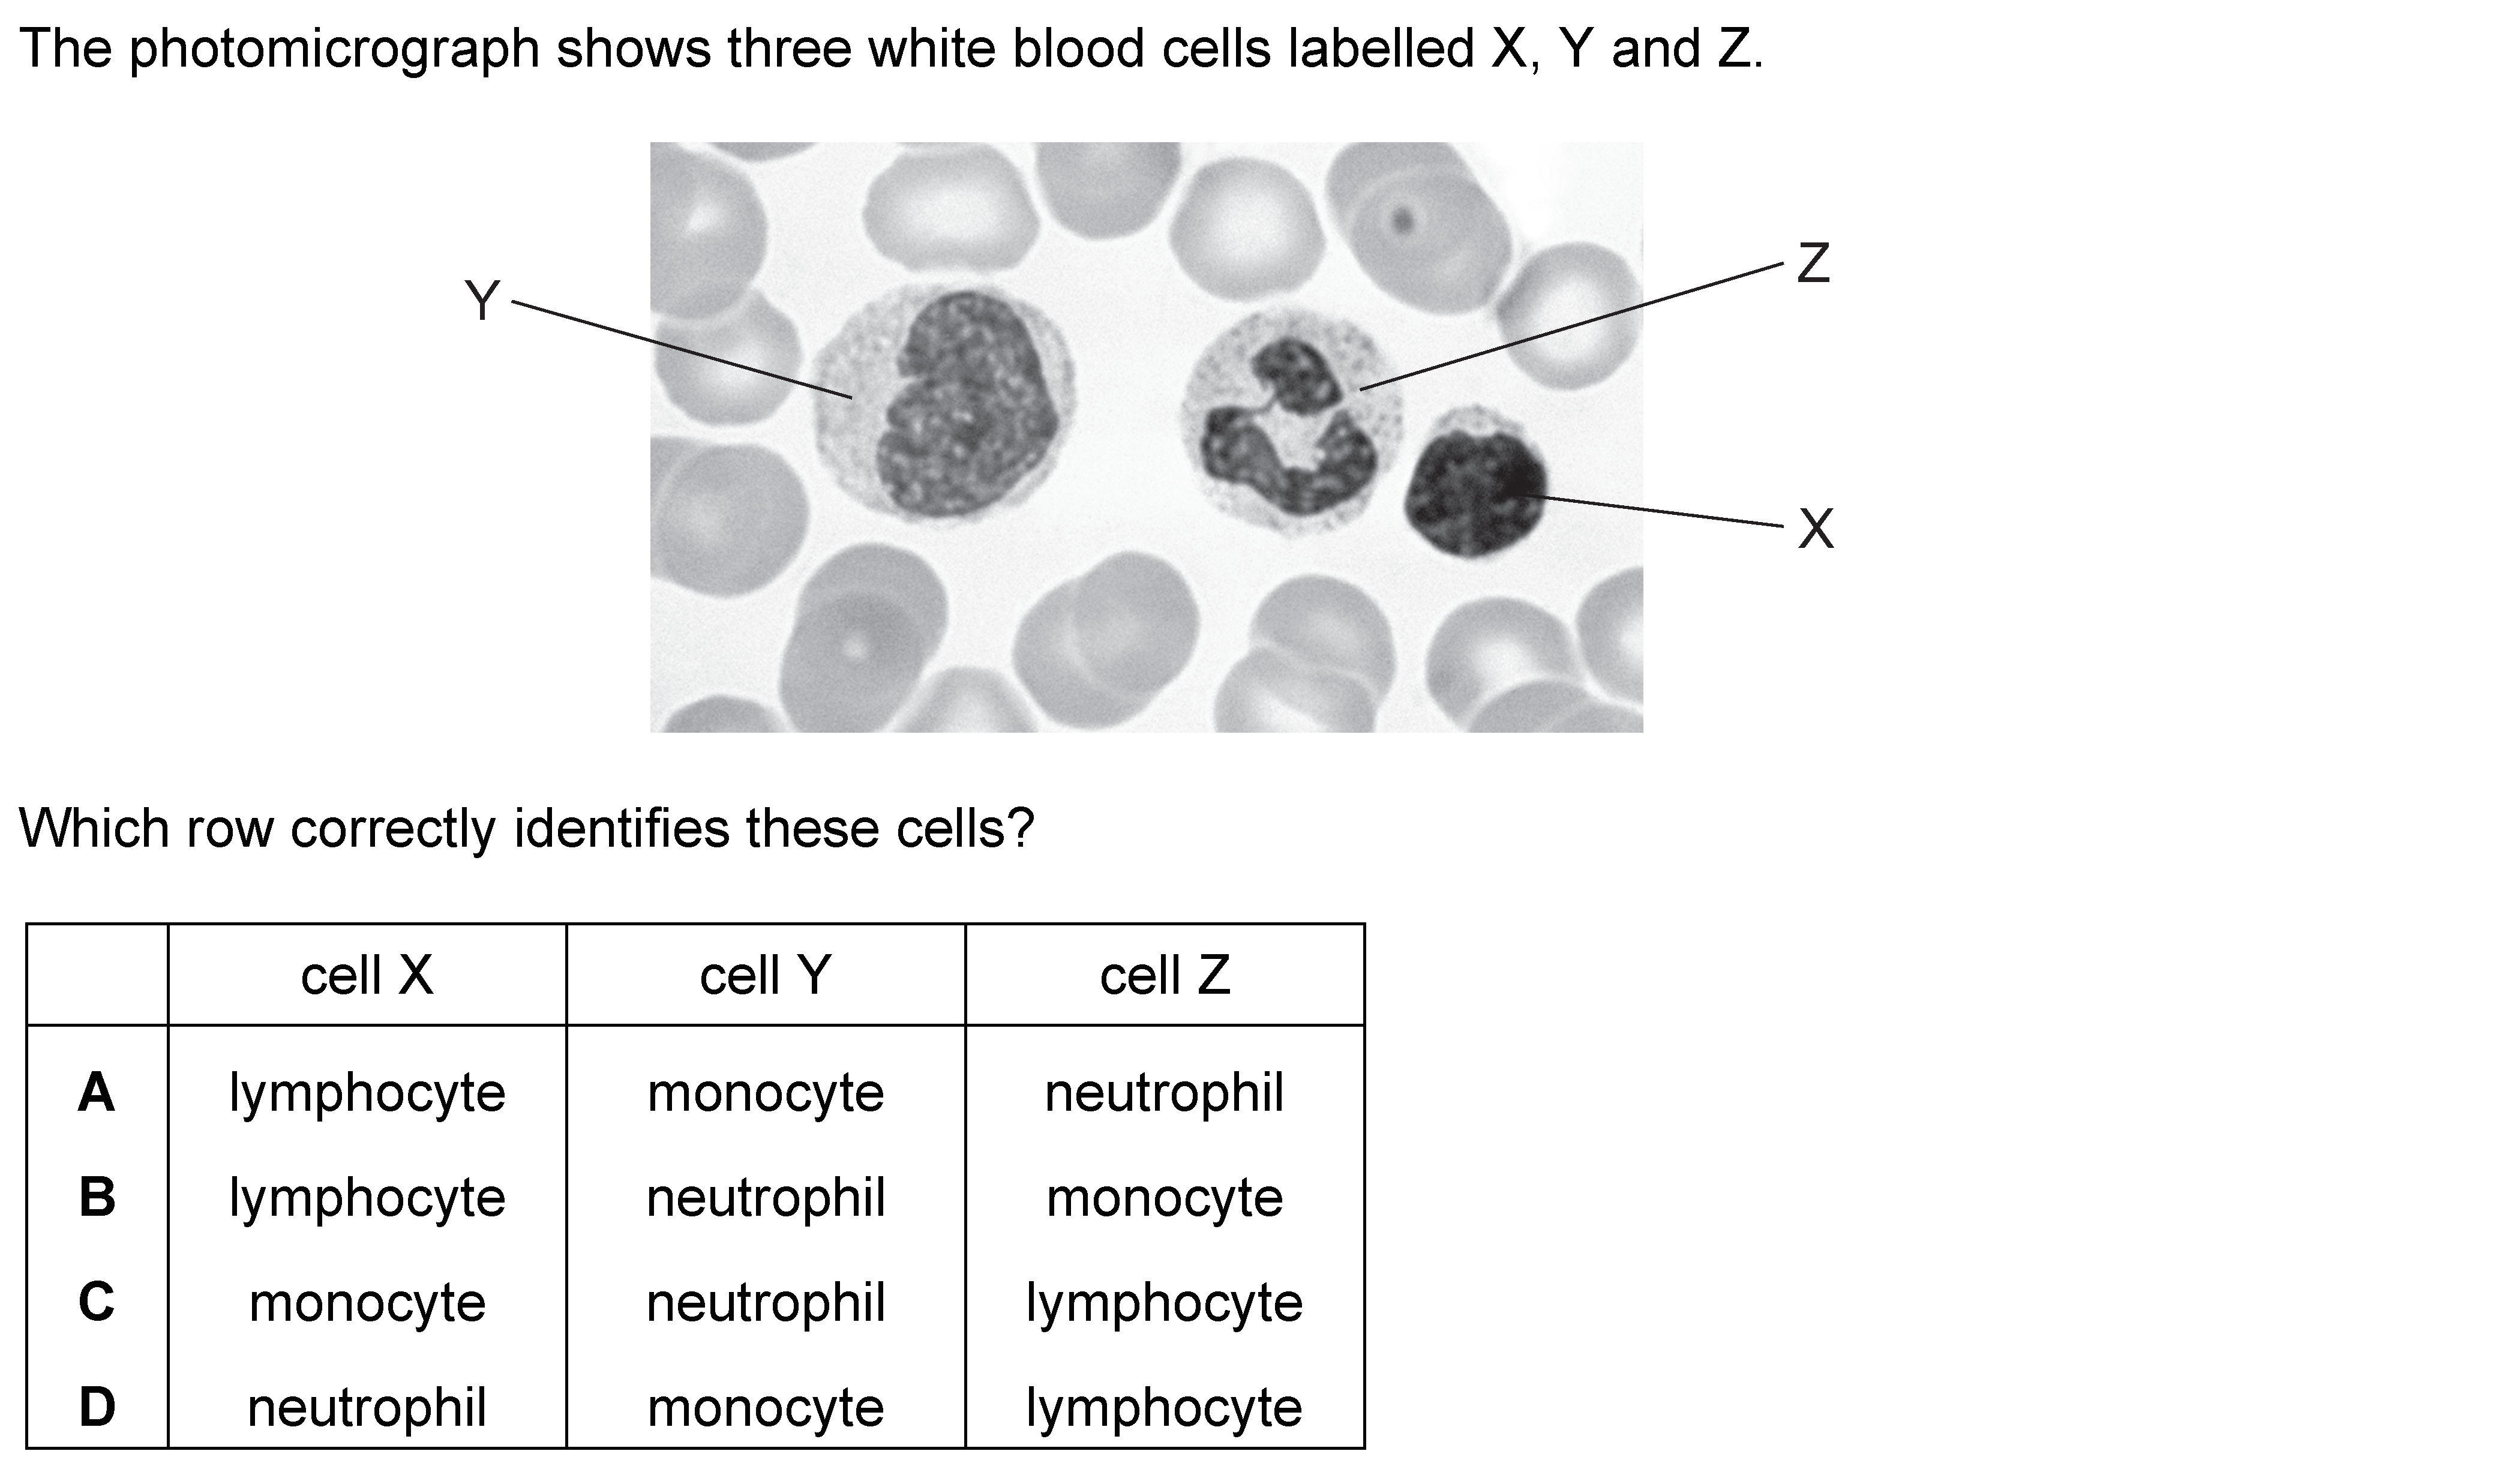 The photomicrograph shows three white blood cells labelled X, Y and Z.
Z
Y
X
Which row correctly identifies these cells?
cell X cell Y cell Z
A lymphocyte monocyte neutrophil
B lymphocyte neutrophil monocyte
C monocyte neutrophil lymphocyte
D neutrophil monocyte lymphocyte